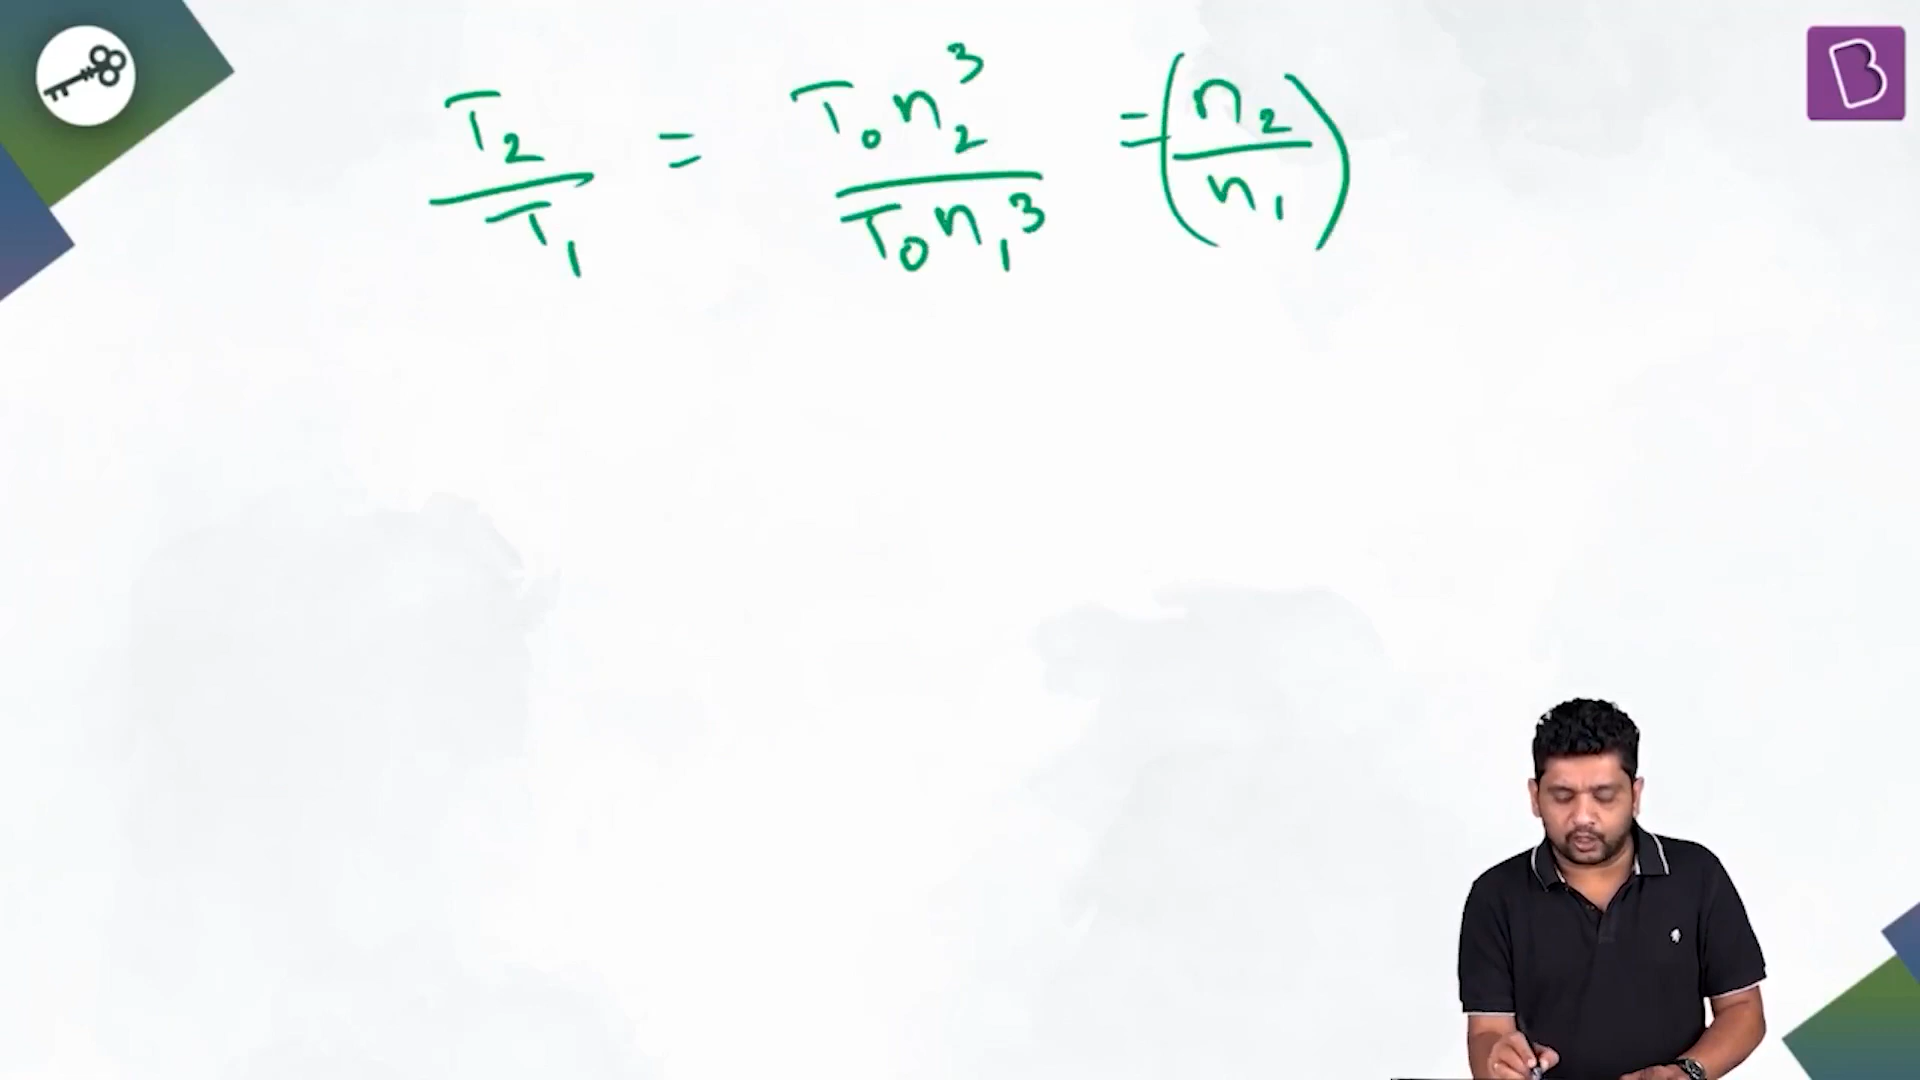 T₂/T₁ = T₀n₂³/T₀n₁³ = (n₂/n₁)
B